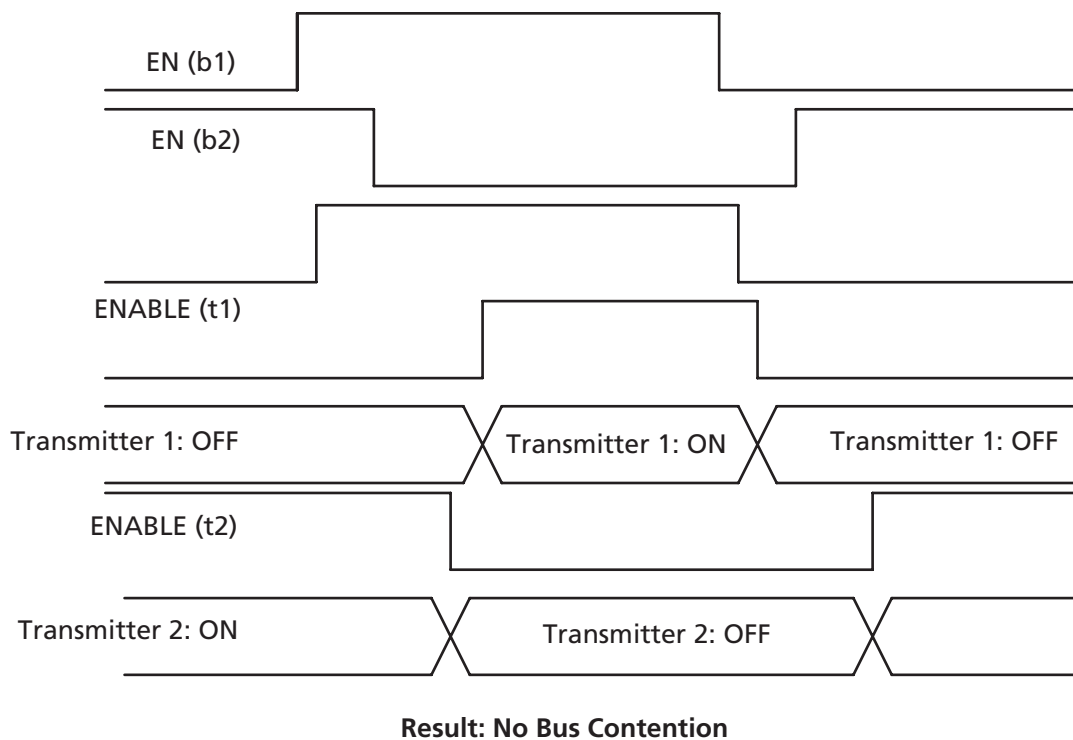 EN (b1)
EN (b2)
ENABLE (t1)
Transmitter 1: OFF
Transmitter 1: ON
Transmitter 1: OFF
ENABLE (t2)
Transmitter 2: ON
Transmitter 2: OFF
Result: No Bus Contention